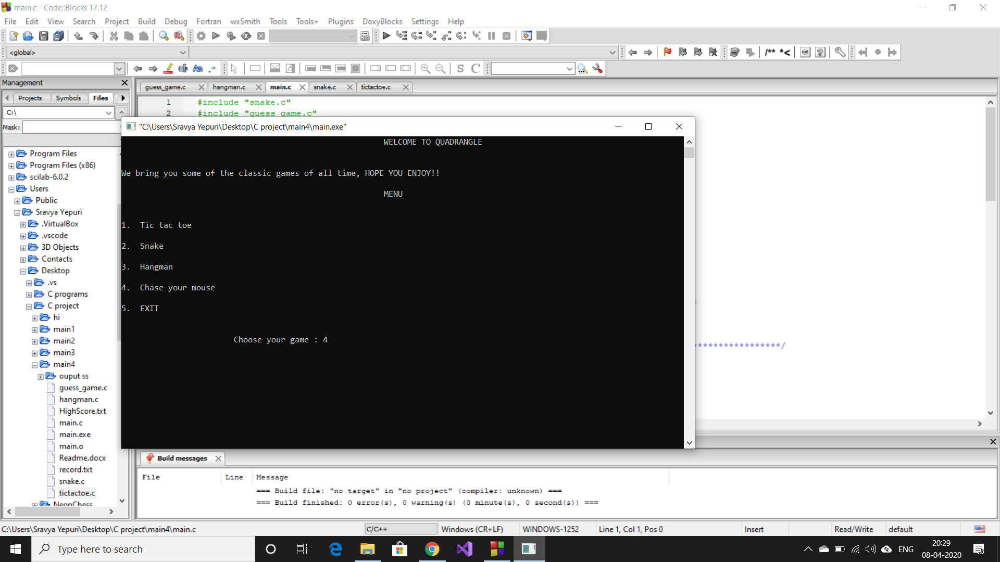 main.c - Code::Blocks 17.12
File Edit View Search Project Build Debug Fortran wxSmith Tools Tools+ Plugins DoxyBlocks Settings Help
<global>
/** *<
S C
Management
Projects Symbols Files
C:\
Mask:
Program Files
Program Files (x86)
scilab-6.0.2
Users
Public
Sravya Yepuri
.VirtualBox
.vscode
3D Objects
Contacts
Desktop
.vs
C programs
C project
hi
main1
main2
main3
main4
ouput ss
guess_game.c
hangman.c
HighScore.txt
main.c
main.exe
main.o
Readme.docx
record.txt
snake.c
tictactoe.c
NeonChess
guess_game.c hangman.c main.c snake.c tictactoe.c
1 #include "snake.c"
2 #include "guess_game.c"
****************/
"C:\Users\Sravya Yepuri\Desktop\C project\main4\main.exe"
WELCOME TO QUADRANGLE
We bring you some of the classic games of all time, HOPE YOU ENJOY!!
MENU
1. Tic tac toe
2. Snake
3. Hangman
4. Chase your mouse
5. EXIT
Choose your game : 4
Build messages
File Line Message
=== Build file: "no target" in "no project" (compiler: unknown) ===
=== Build finished: 0 error(s), 0 warning(s) (0 minute(s), 0 second(s)) ===
C:\Users\Sravya Yepuri\Desktop\C project\main4\main.c C/C++ Windows (CR+LF) WINDOWS-1252 Line 1, Col 1, Pos 0 Insert Read/Write default
Type here to search
ENG
20:29
08-04-2020